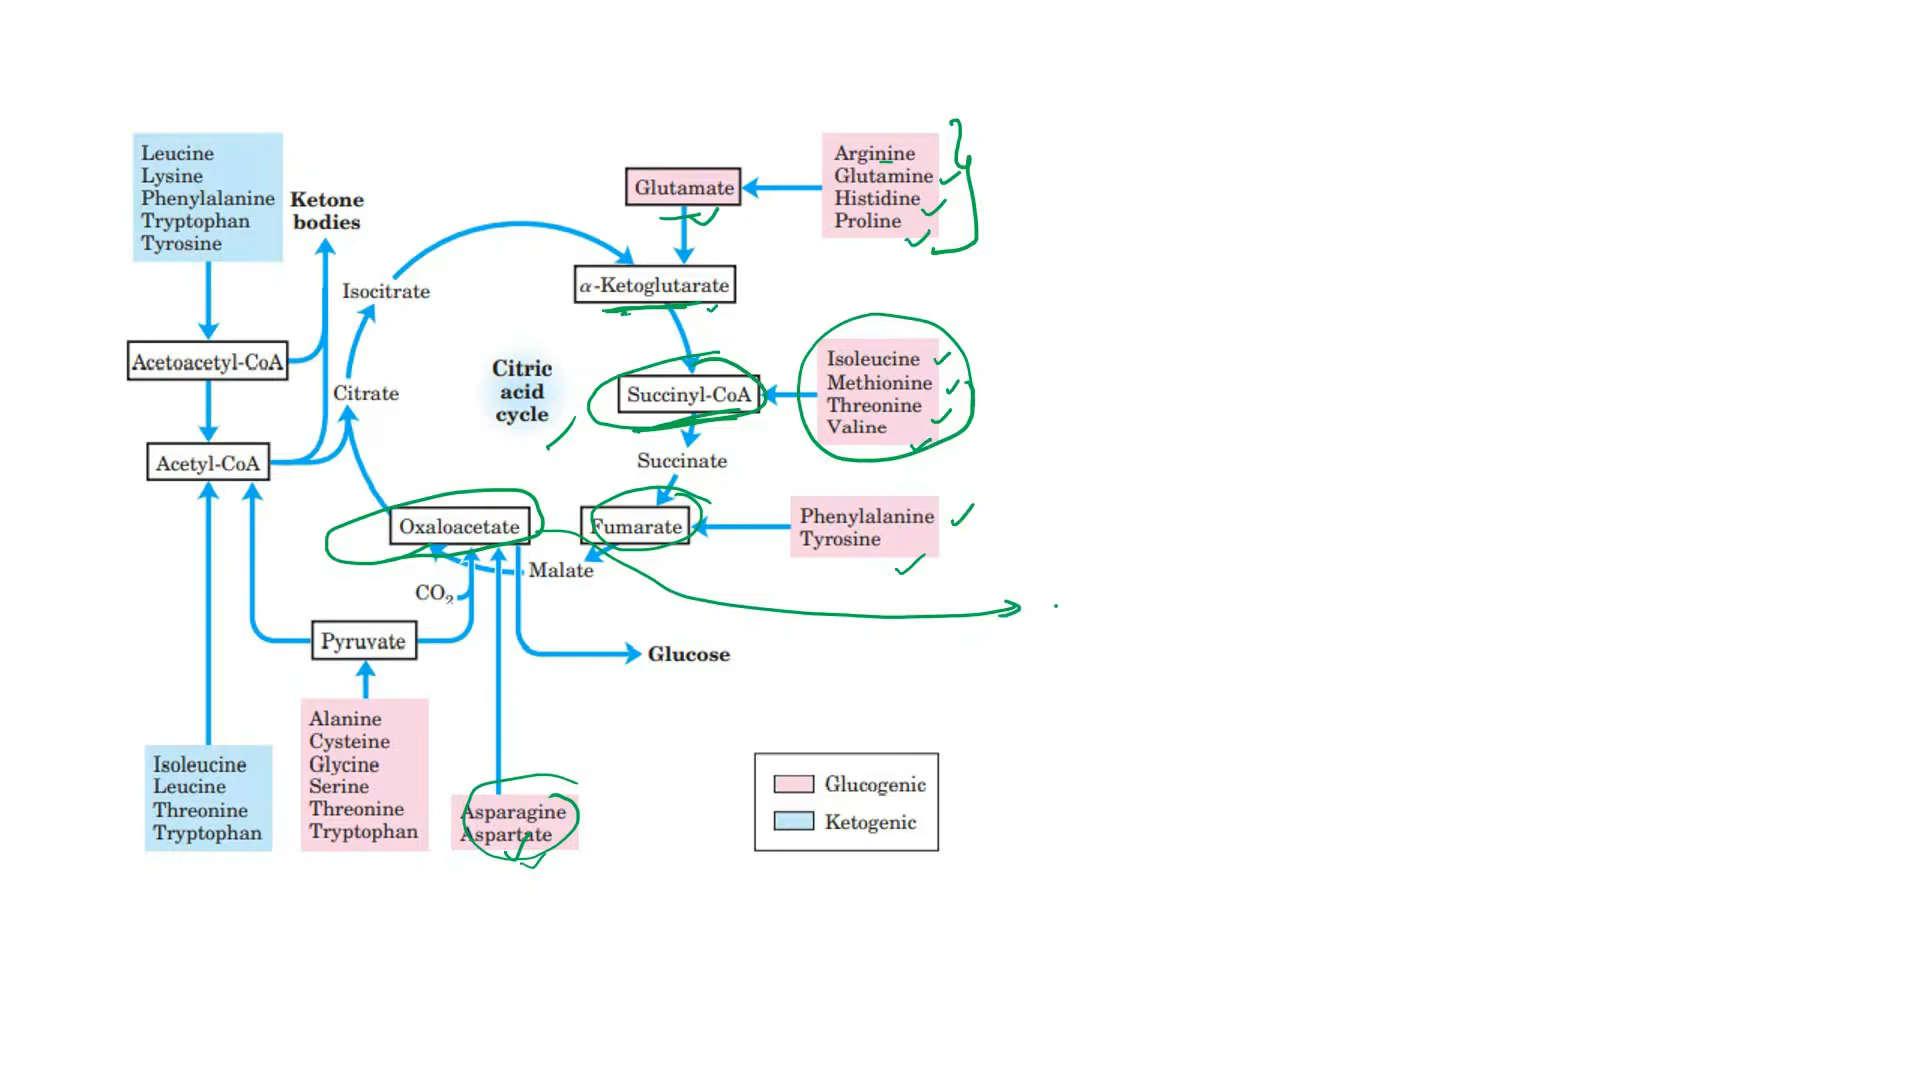 Leucine
Lysine
Phenylalanine
Tryptophan
Tyrosine
Ketone
bodies
Glutamate
Arginine
Glutamine
Histidine
Proline
Isocitrate
α-Ketoglutarate
Acetoacetyl-CoA
Citric
acid
cycle
Citrate
Succinyl-CoA
Isoleucine
Methionine
Threonine
Valine
Acetyl-CoA
Succinate
Oxaloacetate
Fumarate
Phenylalanine
Tyrosine
Malate
CO₂
Pyruvate
Glucose
Isoleucine
Leucine
Threonine
Tryptophan
Alanine
Cysteine
Glycine
Serine
Threonine
Tryptophan
Asparagine
Aspartate
Glucogenic
Ketogenic